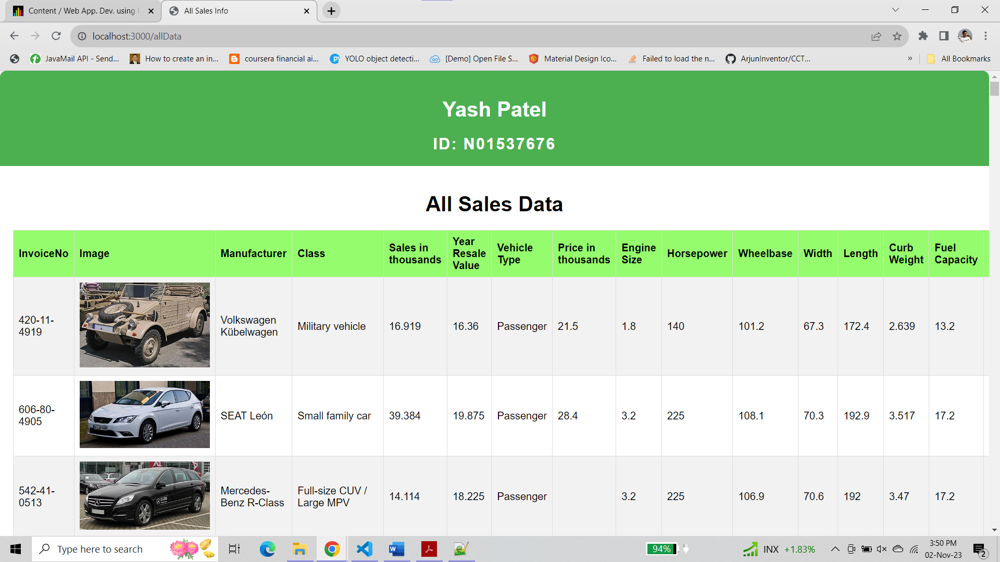 Content / Web App. Dev. using
All Sales Info
localhost:3000/allData
JavaMail API - Send...
How to create an in...
coursera financial ai...
YOLO object detecti...
[Demo] Open File S...
Material Design Ico...
Failed to load the n...
ArjunInventor/CCT...
»
All Bookmarks
Yash Patel
ID: N01537676
All Sales Data
InvoiceNo Image Manufacturer Class Sales in thousands Year Resale Value Vehicle Type Price in thousands Engine Size Horsepower Wheelbase Width Length Curb Weight Fuel Capacity
420-11-4919 Volkswagen Kübelwagen Military vehicle 16.919 16.36 Passenger 21.5 1.8 140 101.2 67.3 172.4 2.639 13.2
606-80-4905 SEAT León Small family car 39.384 19.875 Passenger 28.4 3.2 225 108.1 70.3 192.9 3.517 17.2
542-41-0513 Mercedes-Benz R-Class Full-size CUV / Large MPV 14.114 18.225 Passenger 3.2 225 106.9 70.6 192 3.47 17.2
Type here to search
94%
INX +1.83%
3:50 PM
02-Nov-23
2